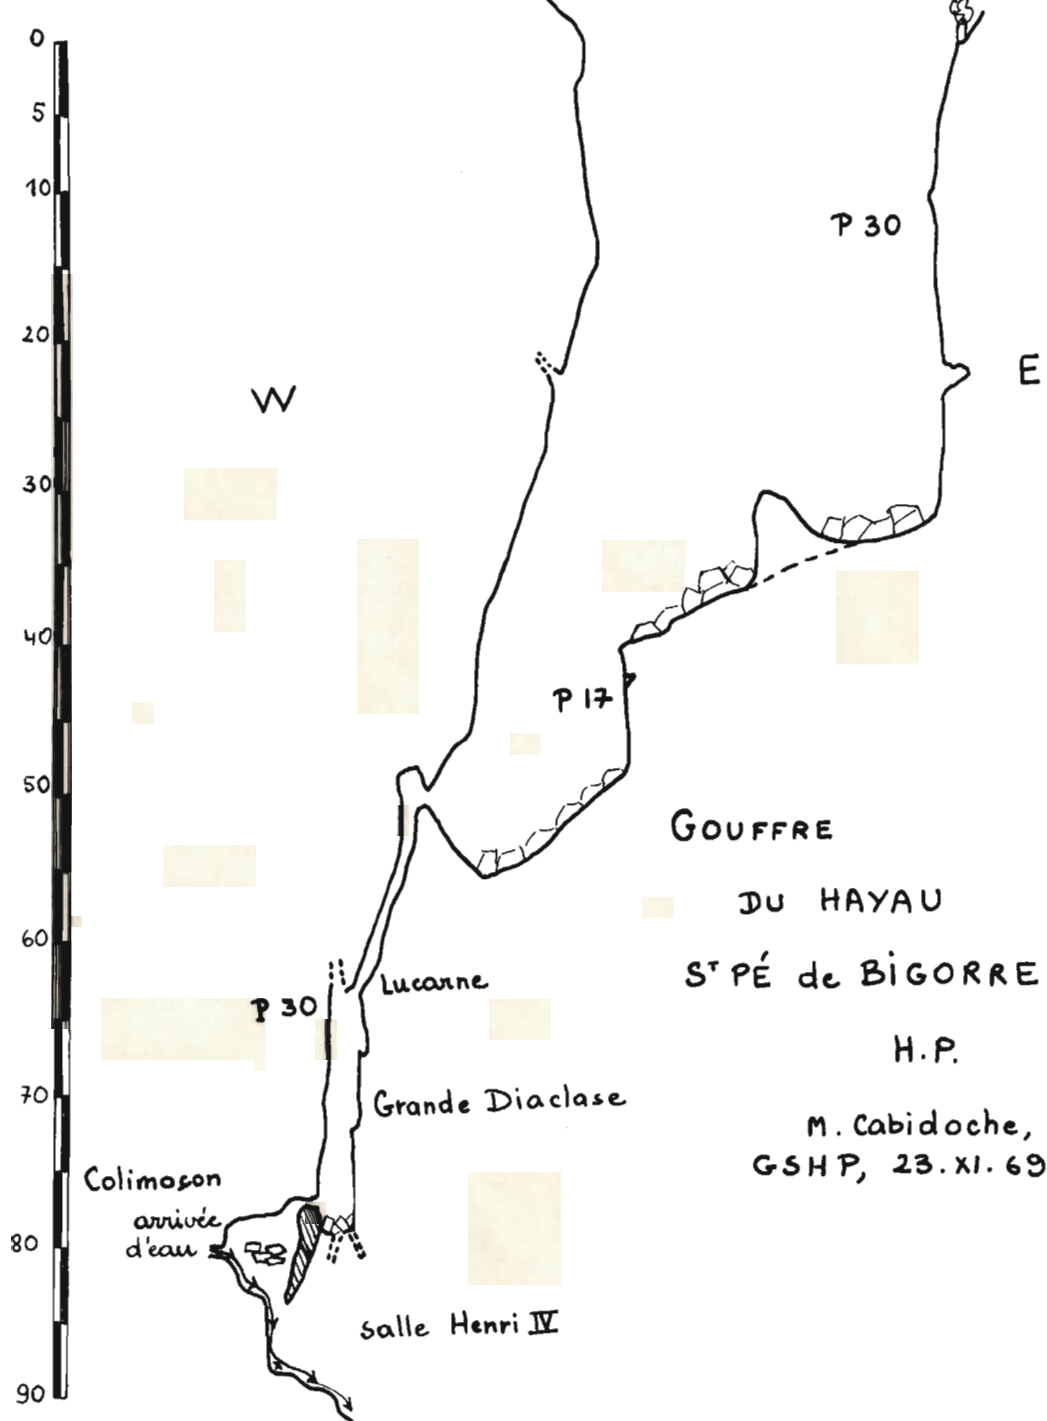 0
5
10
P 30
20
E
W
30
40
P 17
50
GOUFFRE
DU HAYAU
60
ST PÉ de BIGORRE
Lucarne
P 30
H.P.
70
Grande Diaclase
M. Cabidoche,
GSHP, 23.XI.69
Colimaçon
arrivée
d'eau
80
Salle Henri IV
90